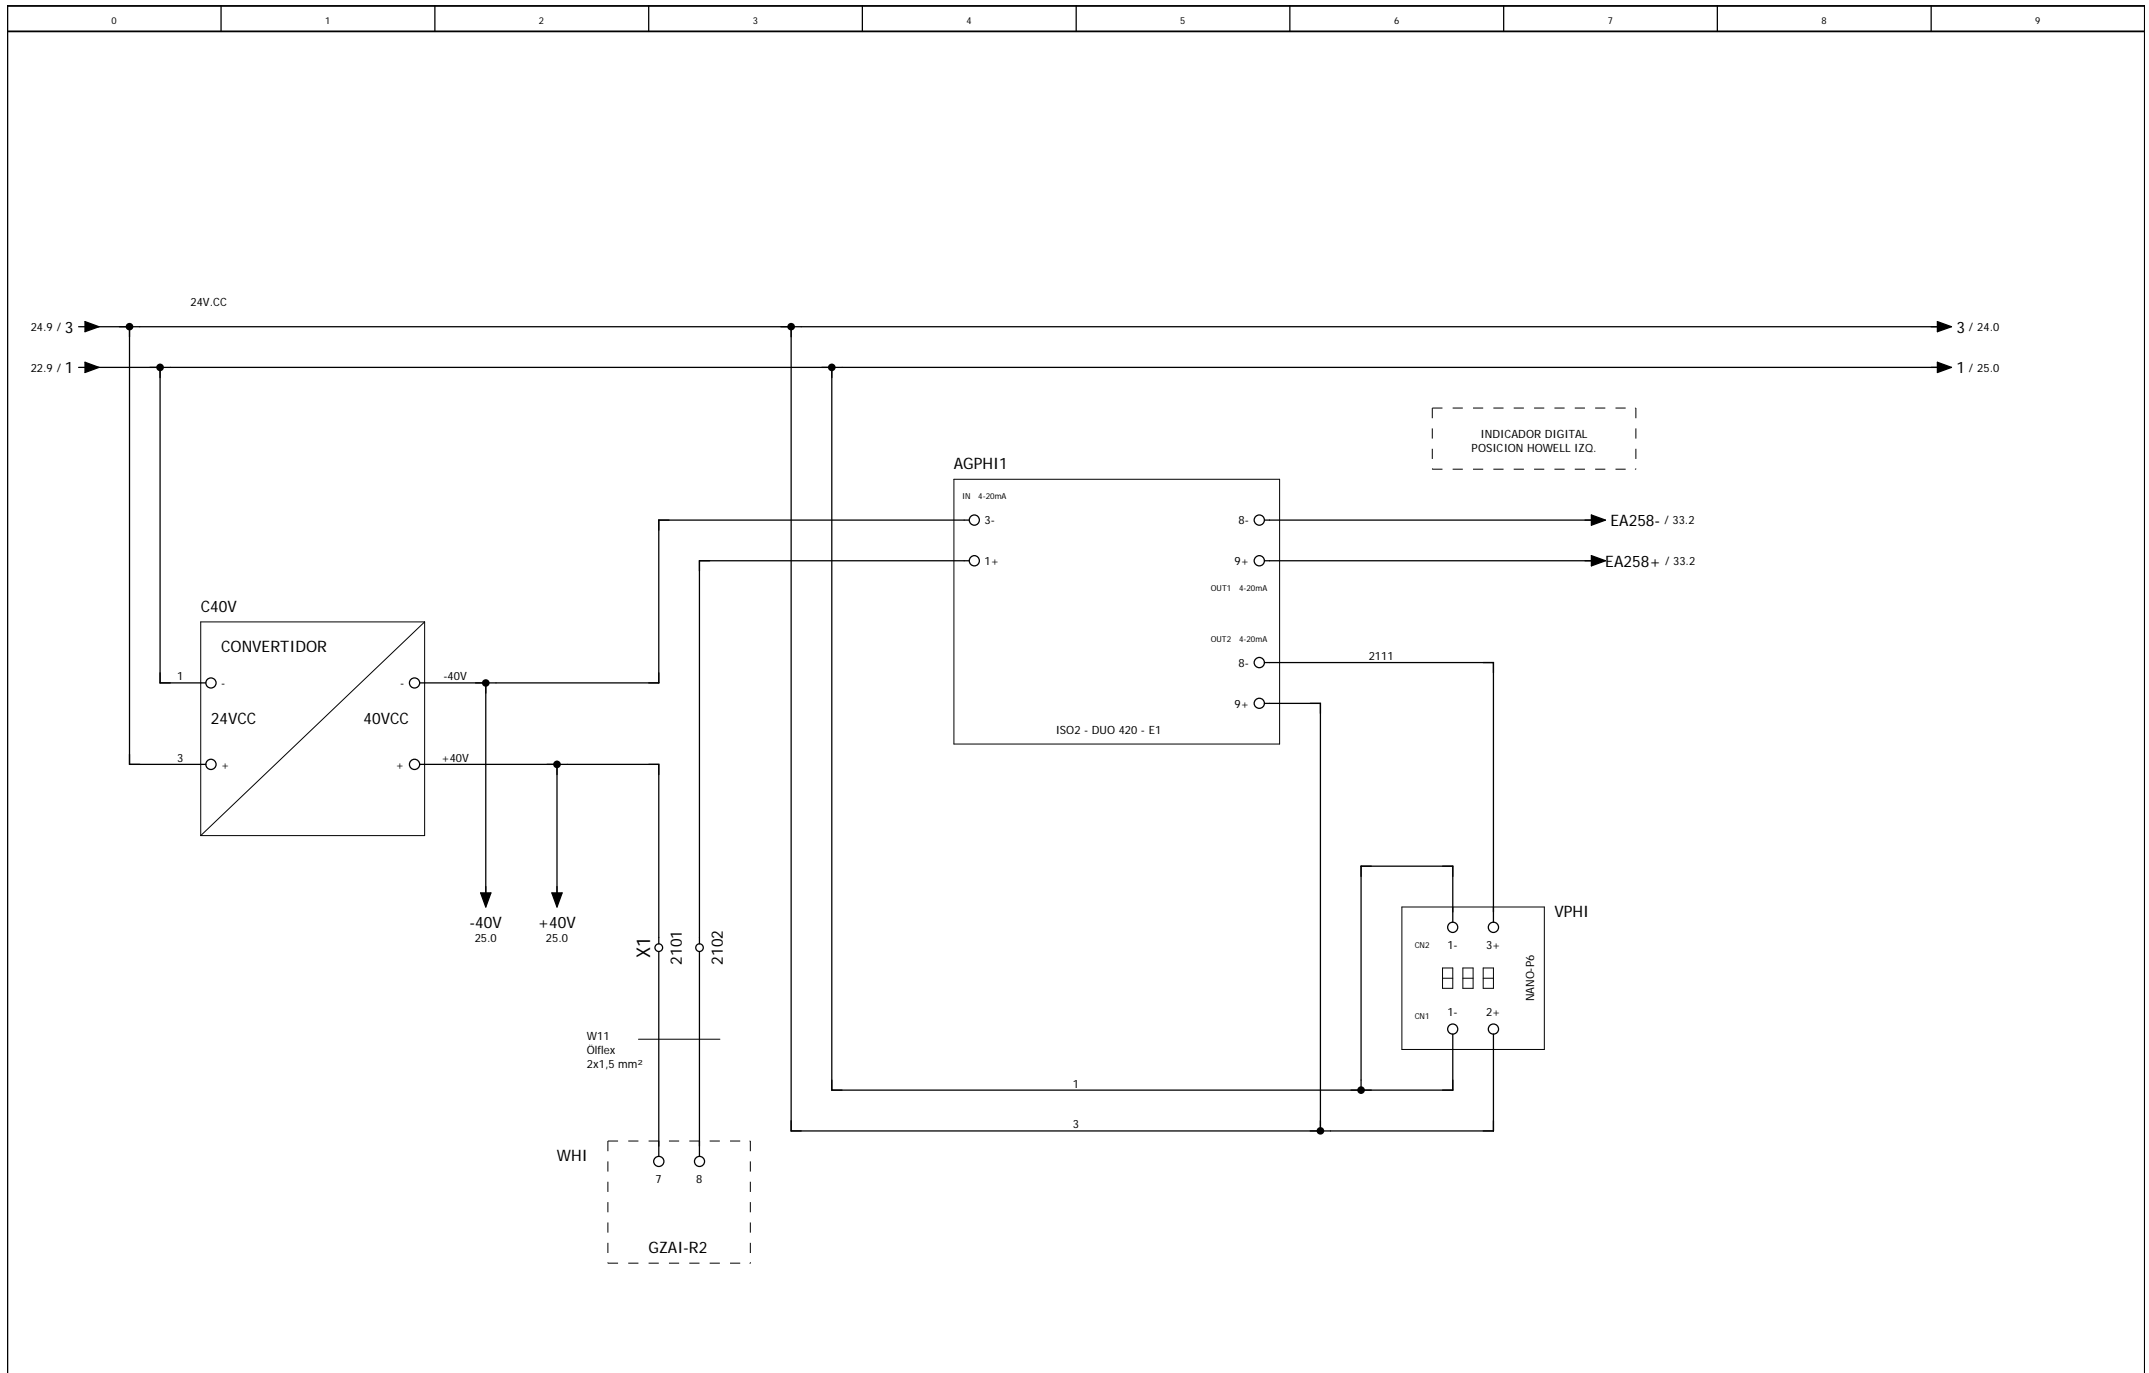 0 1 2 3 4 5 6 7 8 9
24V.CC
24.9 / 3
3 / 24.0
22.9 / 1
1 / 25.0
INDICADOR DIGITAL
POSICION HOWELL IZQ.
AGPHI1
IN 4-20mA
3-
8-
EA258- / 33.2
1+
9+
EA258+ / 33.2
OUT1 4-20mA
C40V
CONVERTIDOR
OUT2 4-20mA
8-
2111
1
-
-
-40V
24VCC
40VCC
9+
ISO2 - DUO 420 - E1
3
+
+
+40V
-40V
25.0
+40V
25.0
X1
2101
2102
VPHI
CN2
1-
3+
NANO-P6
CN1
1-
2+
W11
Ölflex
2x1,5 mm²
1
3
WHI
7
8
GZAI-R2